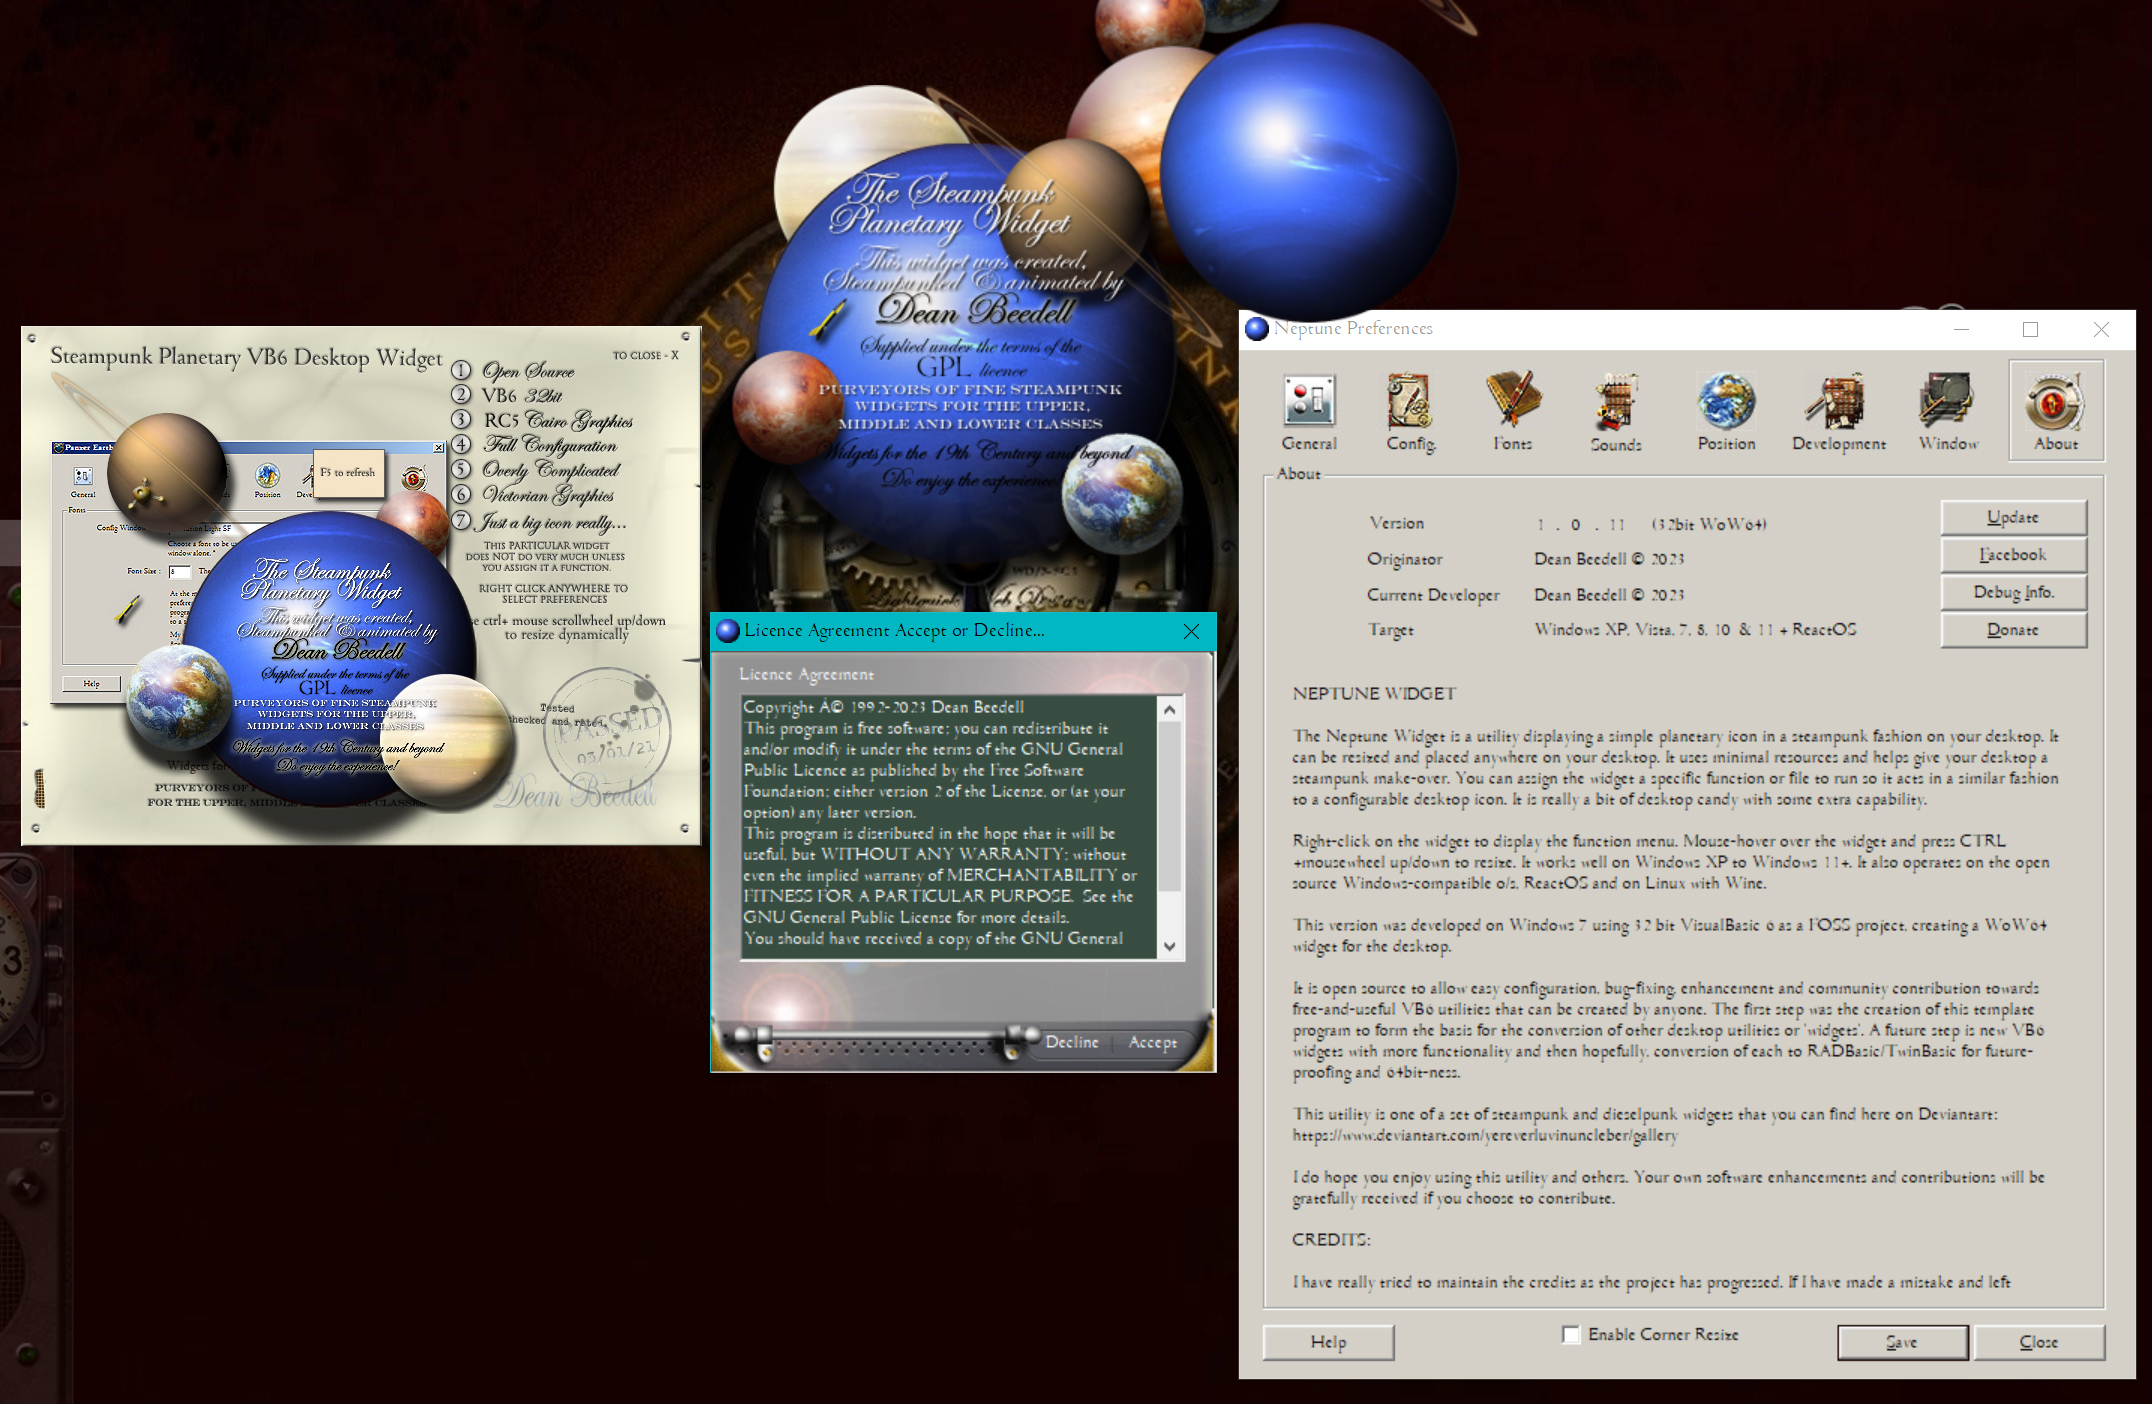 Steampunk Planetary VB6 Desktop Widget
TO CLOSE - X
1 Open Source
2 VB6 32bit
3 RC5 Cairo Graphics
4 Full Configuration
5 Overly Complicated
6 Victorian Graphics
7 Just a big icon really...
THIS PARTICULAR WIDGET
DOES NOT DO VERY MUCH UNLESS
YOU ASSIGN IT A FUNCTION.
RIGHT CLICK ANYWHERE TO
SELECT PREFERENCES
ctrl+ mouse scrollwheel up/down
to resize dynamically
Tested
checked and rated
PASSED
03/01/21
Dean Beedell
Panzer Earth
General
Position
F5 to refresh
Fonts
Config Window
Light SF
Choose a font to be
window alone.*
Font Size :
8
The
As the
My
Help
The Steampunk
Planetary Widget
This widget was created,
Steampunked & animated by
Dean Beedell
Supplied under the terms of the
GPL licence
PURVEYORS OF FINE STEAMPUNK
WIDGETS FOR THE UPPER,
MIDDLE AND LOWER CLASSES
Widgets for the 19th Century and beyond
Do enjoy the experience!
Widgets for
PURVEYORS OF
FOR THE UPPER, CLASSES
The Steampunk
Planetary Widget
This widget was created,
Steampunked & animated by
Dean Beedell
Supplied under the terms of the
GPL licence
PURVEYORS OF FINE STEAMPUNK
WIDGETS FOR THE UPPER,
MIDDLE AND LOWER CLASSES
Widgets for the 19th Century and beyond
Do enjoy the experience!
Licence Agreement Accept or Decline...
Licence Agreement
Copyright Â© 1992-2023 Dean Beedell
This program is free software; you can redistribute it
and/or modify it under the terms of the GNU General
Public Licence as published by the Free Software
Foundation; either version 2 of the License, or (at your
option) any later version.
This program is distributed in the hope that it will be
useful, but WITHOUT ANY WARRANTY; without
even the implied warranty of MERCHANTABILITY or
FITNESS FOR A PARTICULAR PURPOSE.  See the
GNU General Public License for more details.
You should have received a copy of the GNU General
Decline | Accept
Neptune Preferences
General Config. Fonts Sounds Position Development Window About
About
Version 1 . 0 . 11 (32bit WoW64)
Originator Dean Beedell © 2023
Current Developer Dean Beedell © 2023
Target Windows XP, Vista, 7, 8, 10 & 11 + ReactOS
Update
Facebook
Debug Info.
Donate
NEPTUNE WIDGET
The Neptune Widget is a utility displaying a simple planetary icon in a steampunk fashion on your desktop. It
can be resized and placed anywhere on your desktop. It uses minimal resources and helps give your desktop a
steampunk make-over. You can assign the widget a specific function or file to run so it acts in a similar fashion
to a configurable desktop icon. It is really a bit of desktop candy with some extra capability.
Right-click on the widget to display the function menu. Mouse-hover over the widget and press CTRL
+mousewheel up/down to resize. It works well on Windows XP to Windows 11+. It also operates on the open
source Windows-compatible o/s, ReactOS and on Linux with Wine.
This version was developed on Windows 7 using 32 bit VisualBasic 6 as a FOSS project, creating a WoW64
widget for the desktop.
It is open source to allow easy configuration, bug-fixing, enhancement and community contribution towards
free-and-useful VB6 utilities that can be created by anyone. The first step was the creation of this template
program to form the basis for the conversion of other desktop utilities or 'widgets'. A future step is new VB6
widgets with more functionality and then hopefully, conversion of each to RADBasic/TwinBasic for future-
proofing and 64bit-ness.
This utility is one of a set of steampunk and dieselpunk widgets that you can find here on Deviantart:
https://www.deviantart.com/yereverluvinuncleber/gallery
I do hope you enjoy using this utility and others. Your own software enhancements and contributions will be
gratefully received if you choose to contribute.
CREDITS:
I have really tried to maintain the credits as the project has progressed. If I have made a mistake and left
Help
Enable Corner Resize
Save
Close